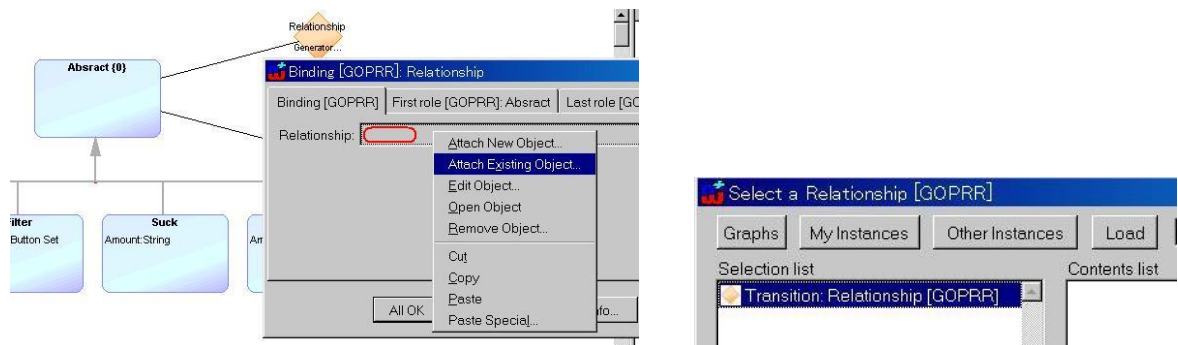 Relationship
Generator...
Absract {0}
Binding [GOPRR]: Relationship
Binding [GOPRR]
First role [GOPRR]: Absract
Last role [GO
Relationship:
Attach New Object...
Attach Existing Object...
Edit Object...
Open Object
Remove Object...
Cut
Copy
Paste
Paste Special...
All OK
nfo...
ilter
Button Set
Suck
Amount:String
Am
Select a Relationship [GOPRR]
Graphs
My Instances
Other Instances
Load
Selection list
Contents list
Transition: Relationship [GOPRR]